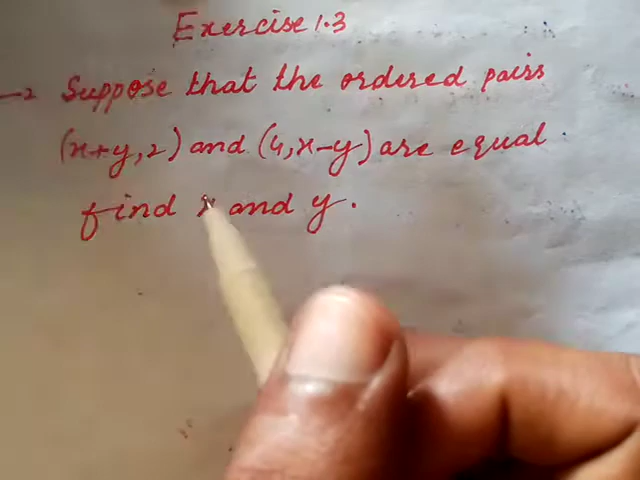 Exercise 1.3
→ Suppose that the ordered pairs
(x+y, 2) and (4, x-y) are equal.
find x and y.